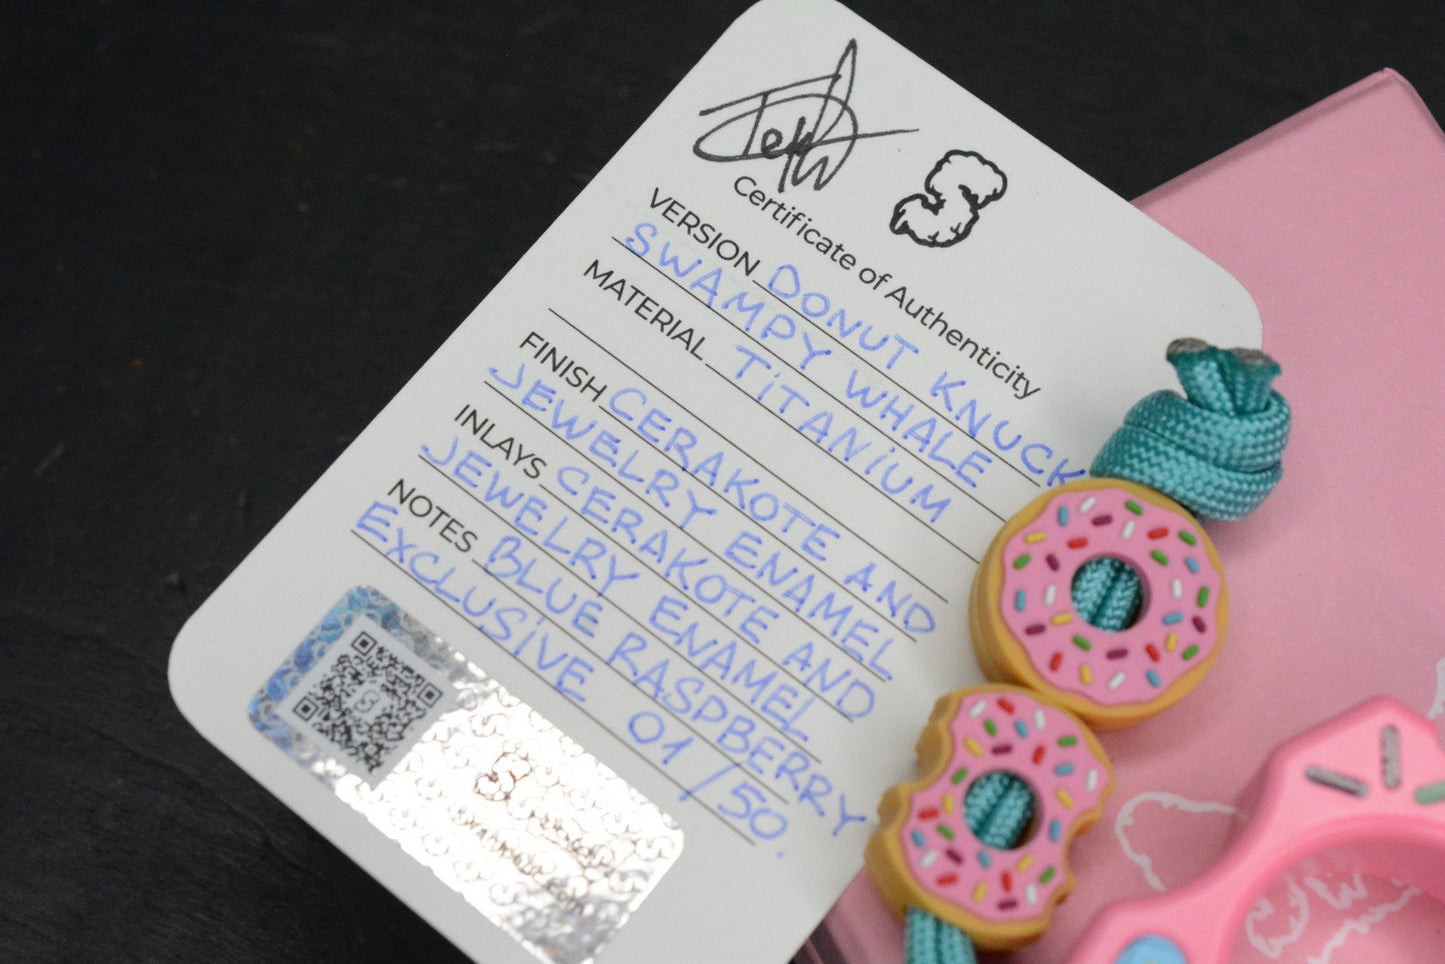 Certificate of Authenticity
VERSION DONUT KNUCK
SWAMPY WHALE
MATERIAL TiTANiUM
FINISH CERAKOTE AND
JEWELRY ENAMEL
INLAYS CERAKOTE AND
JEWELRY ENAMEL
NOTES BLUE RASPBERRY
EXCLUSiVE 01/50.